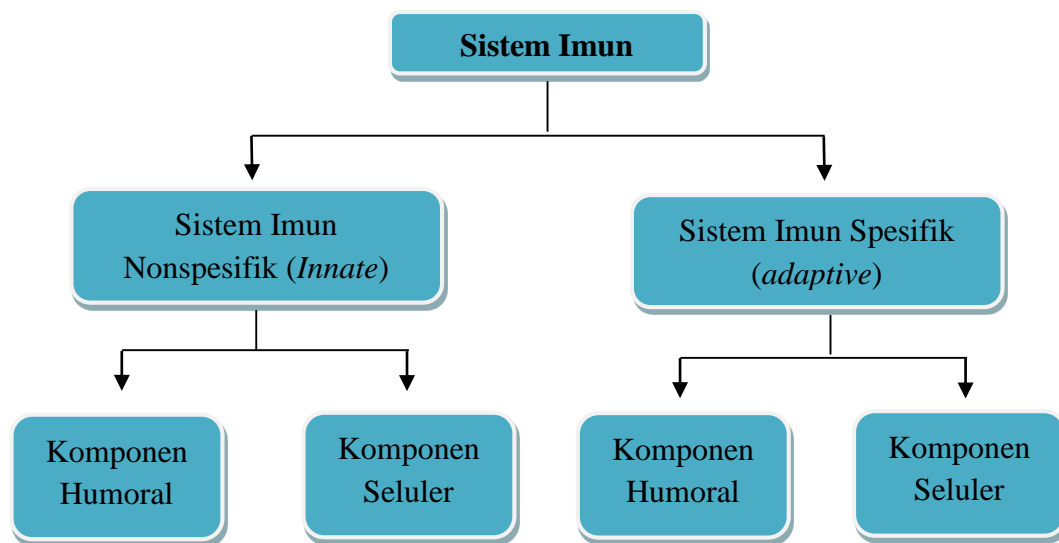 Sistem Imun
Sistem Imun
Nonspesifik (Innate)
Sistem Imun Spesifik
(adaptive)
Komponen
Humoral
Komponen
Seluler
Komponen
Humoral
Komponen
Seluler